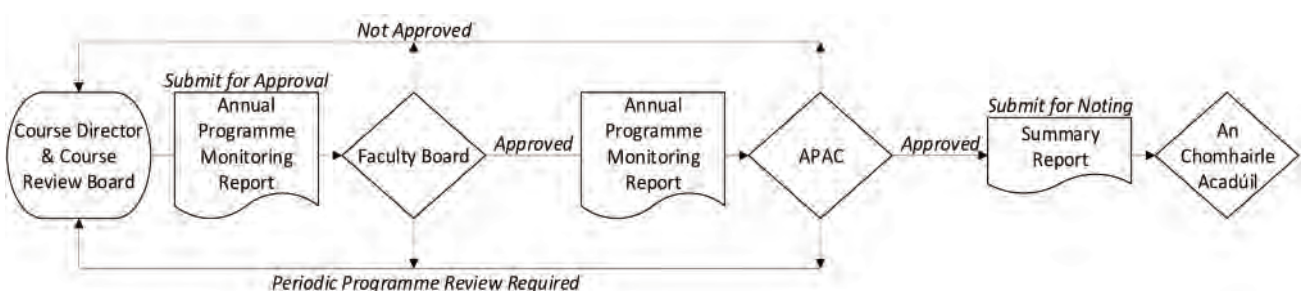 Not Approved
Submit for Approval
Course Director
& Course
Review Board
Annual
Programme
Monitoring
Report
Faculty Board
Approved
Annual
Programme
Monitoring
Report
APAC
Approved
Submit for Noting
Summary
Report
An
Chomhairle
Acadúil
Periodic Programme Review Required